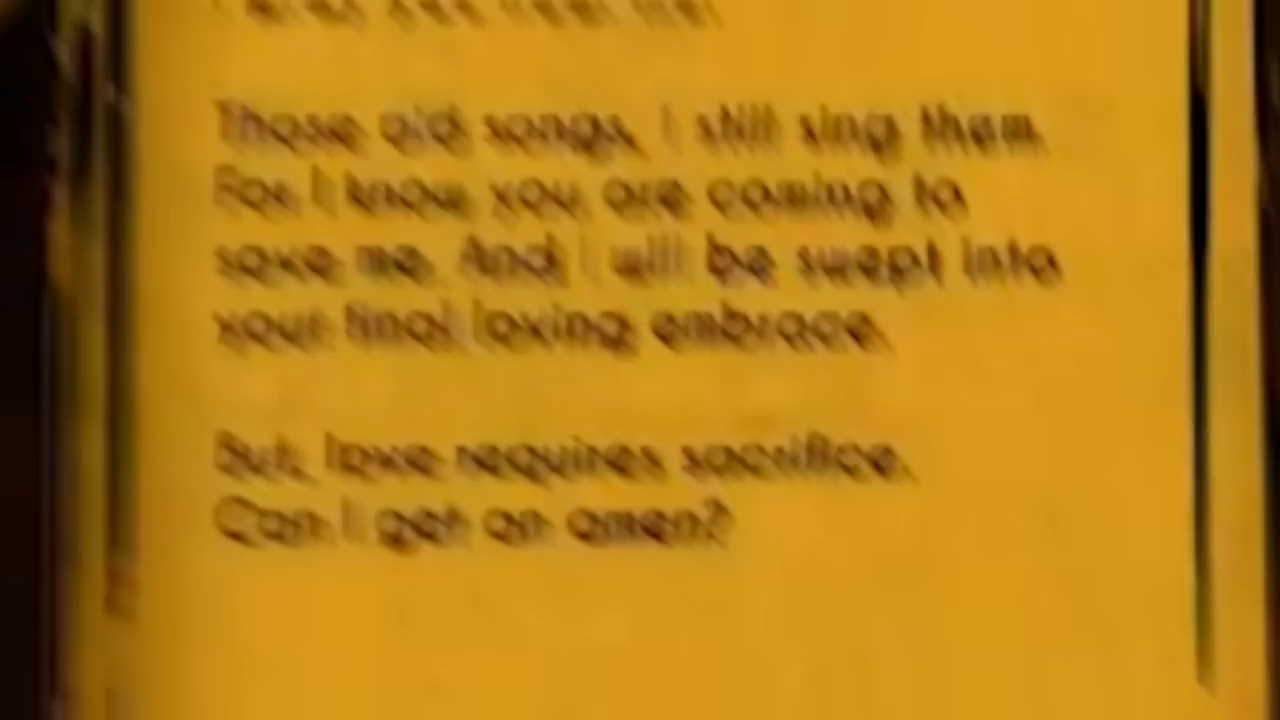 Those old songs, I still sing them.
For I know you are coming to
save me. And I will be swept into
your final loving embrace.
But, love requires sacrifice.
Can I get an amen?